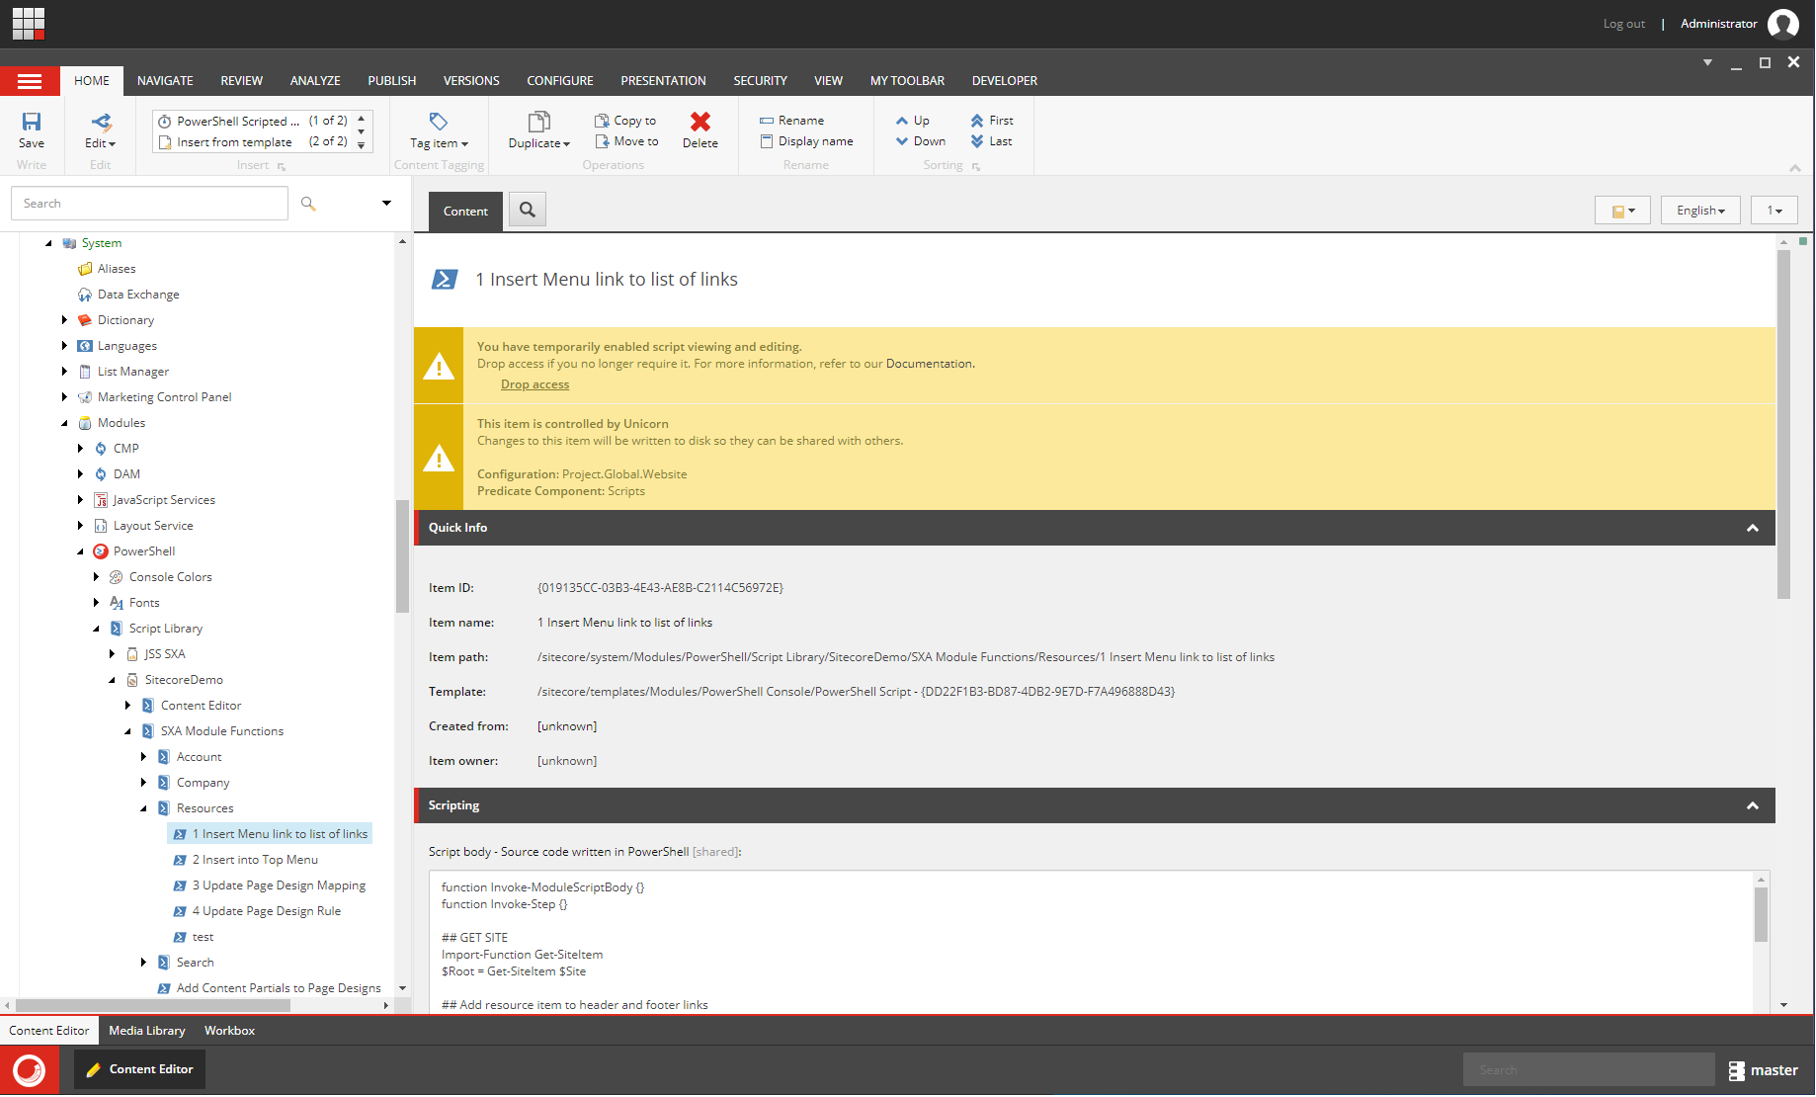 Log out | Administrator
HOME NAVIGATE REVIEW ANALYZE PUBLISH VERSIONS CONFIGURE PRESENTATION SECURITY VIEW MY TOOLBAR DEVELOPER
PowerShell Scripted ... (1 of 2)
Insert from template (2 of 2)
Insert
Save
Write
Edit
Edit
Tag item
Content Tagging
Duplicate
Copy to
Move to
Delete
Operations
Rename
Display name
Rename
Up
Down
First
Last
Sorting
Search
Content
English
1
System
Aliases
Data Exchange
Dictionary
Languages
List Manager
Marketing Control Panel
Modules
CMP
DAM
JavaScript Services
Layout Service
PowerShell
Console Colors
Fonts
Script Library
JSS SXA
SitecoreDemo
Content Editor
SXA Module Functions
Account
Company
Resources
1 Insert Menu link to list of links
2 Insert into Top Menu
3 Update Page Design Mapping
4 Update Page Design Rule
test
Search
Add Content Partials to Page Designs
1 Insert Menu link to list of links
You have temporarily enabled script viewing and editing.
Drop access if you no longer require it. For more information, refer to our Documentation.
Drop access
This item is controlled by Unicorn
Changes to this item will be written to disk so they can be shared with others.
Configuration: Project.Global.Website
Predicate Component: Scripts
Quick Info
Item ID: {019135CC-03B3-4E43-AE8B-C2114C56972E}
Item name: 1 Insert Menu link to list of links
Item path: /sitecore/system/Modules/PowerShell/Script Library/SitecoreDemo/SXA Module Functions/Resources/1 Insert Menu link to list of links
Template: /sitecore/templates/Modules/PowerShell Console/PowerShell Script - {DD22F1B3-BD87-4DB2-9E7D-F7A496888D43}
Created from: [unknown]
Item owner: [unknown]
Scripting
Script body - Source code written in PowerShell [shared]:
function Invoke-ModuleScriptBody {}
function Invoke-Step {}
## GET SITE
Import-Function Get-SiteItem
$Root = Get-SiteItem $Site
## Add resource item to header and footer links
Content Editor Media Library Workbox
Content Editor
Search
master